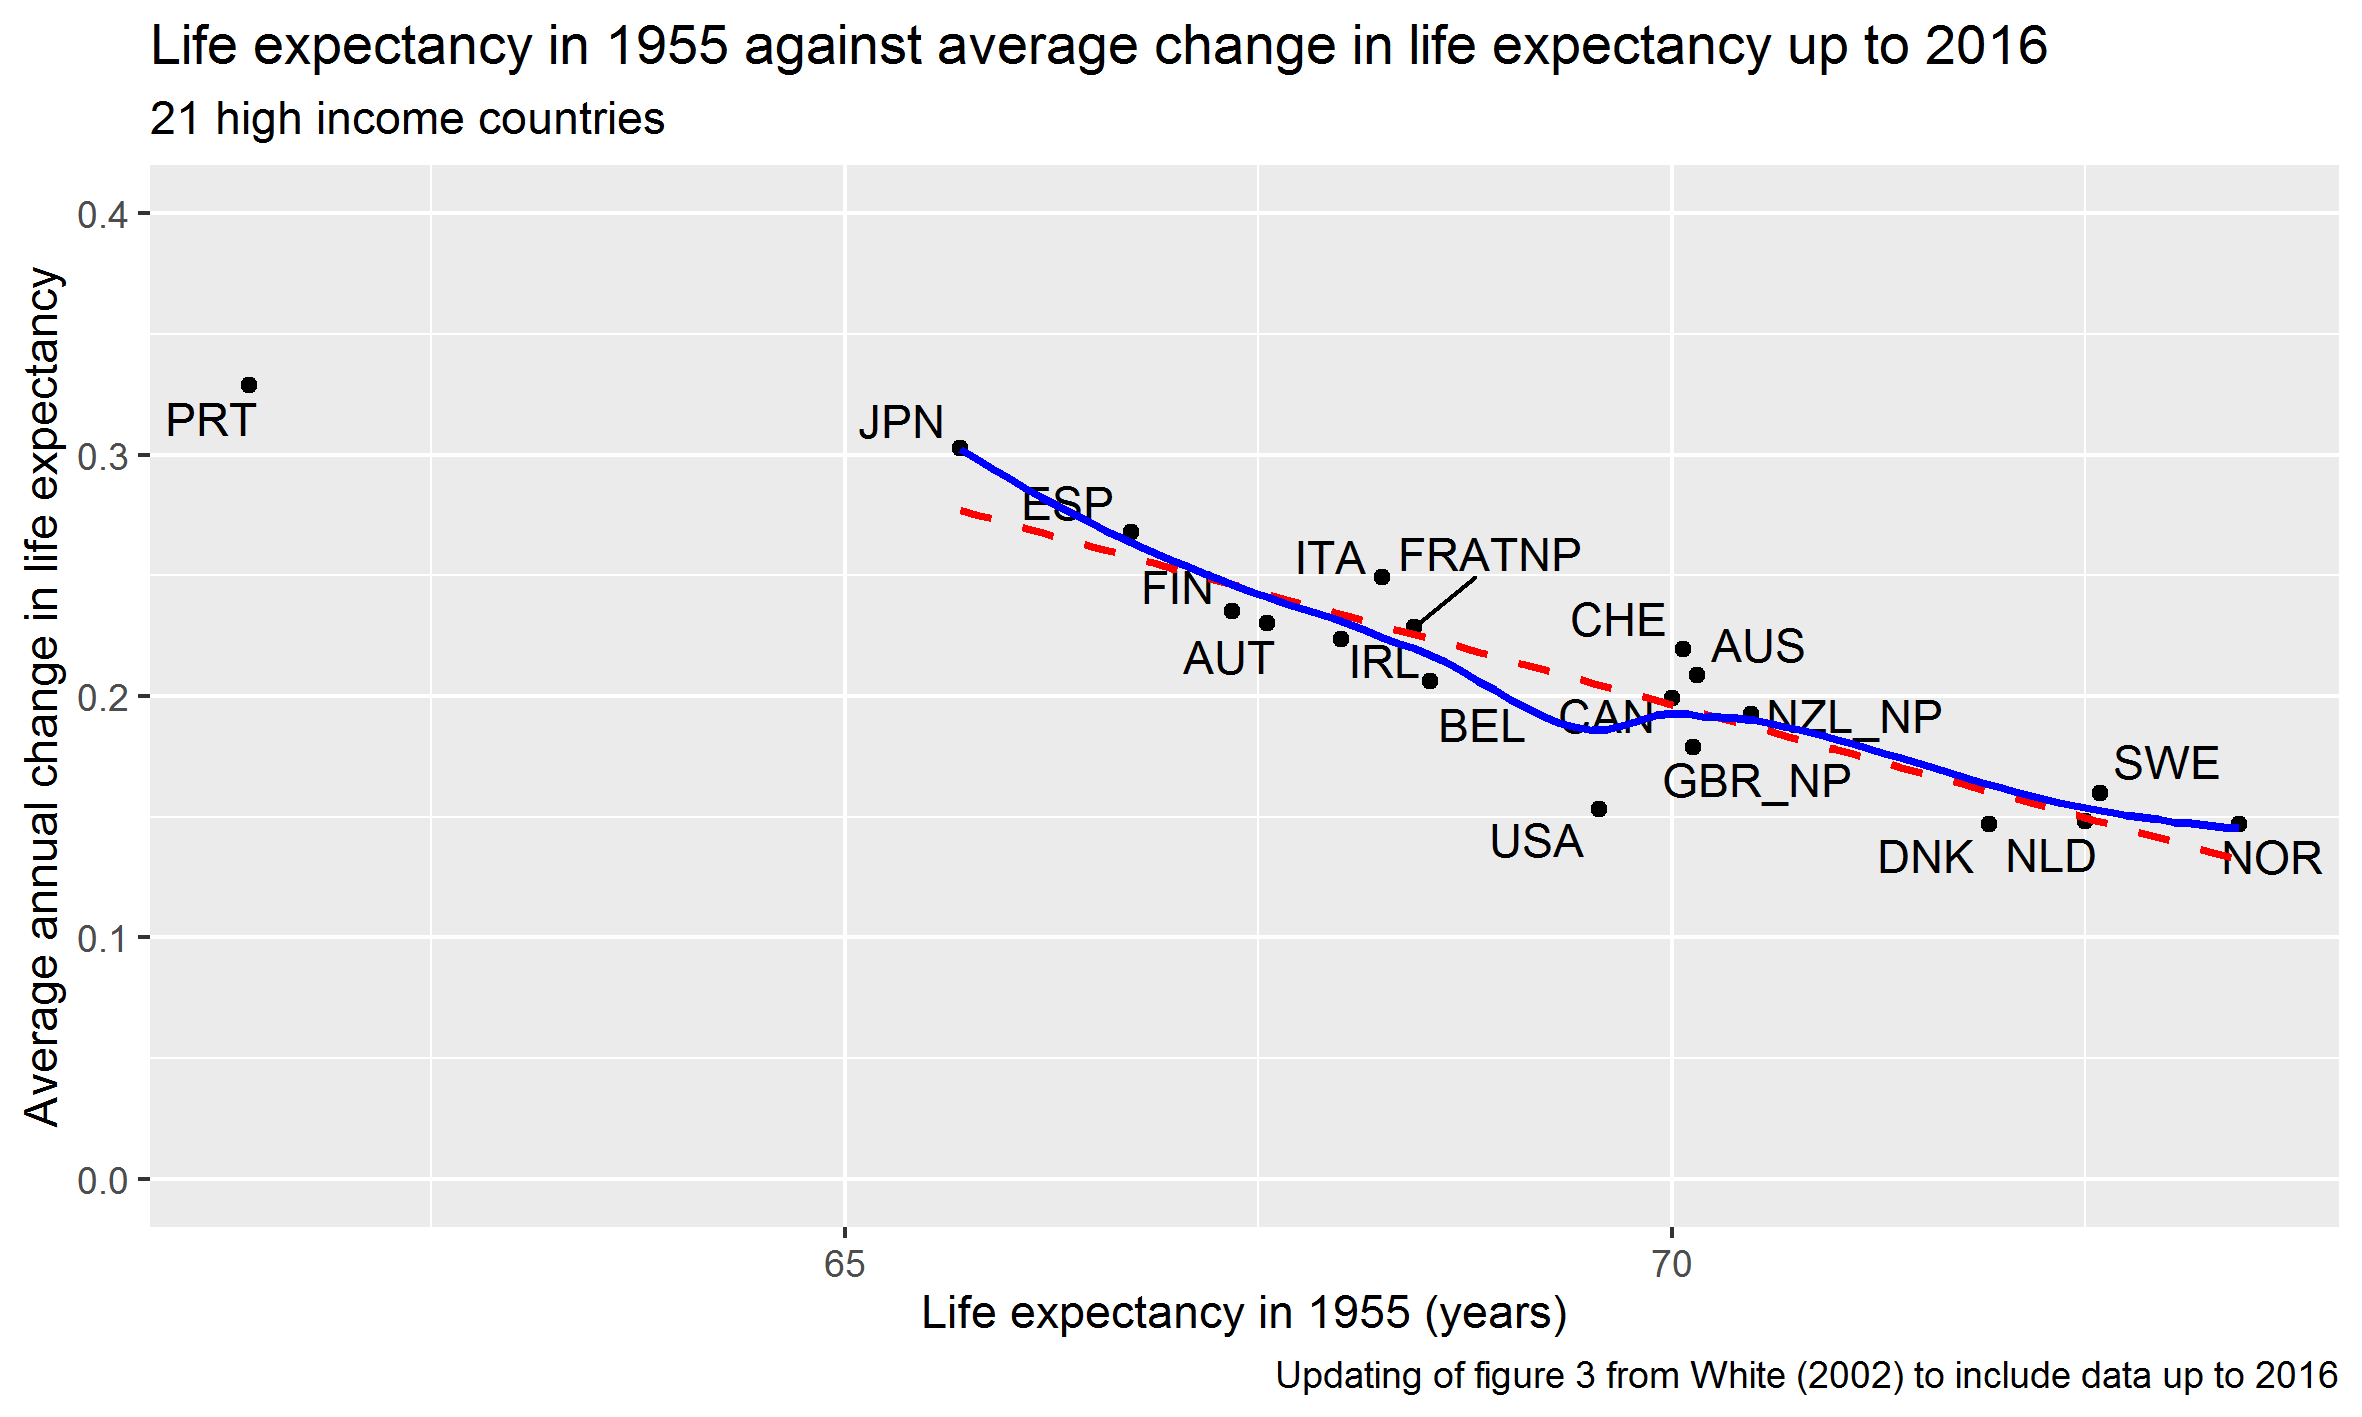 Life expectancy in 1955 against average change in life expectancy up to 2016
21 high income countries
Average annual change in life expectancy
0.4
0.3
0.2
0.1
0.0
PRT
JPN
ESP
FIN
AUT
ITA
FRATNP
IRL
BEL
CHE
AUS
CAN
NZL_NP
GBR_NP
USA
SWE
DNK
NLD
NOR
65
70
Life expectancy in 1955 (years)
Updating of figure 3 from White (2002) to include data up to 2016